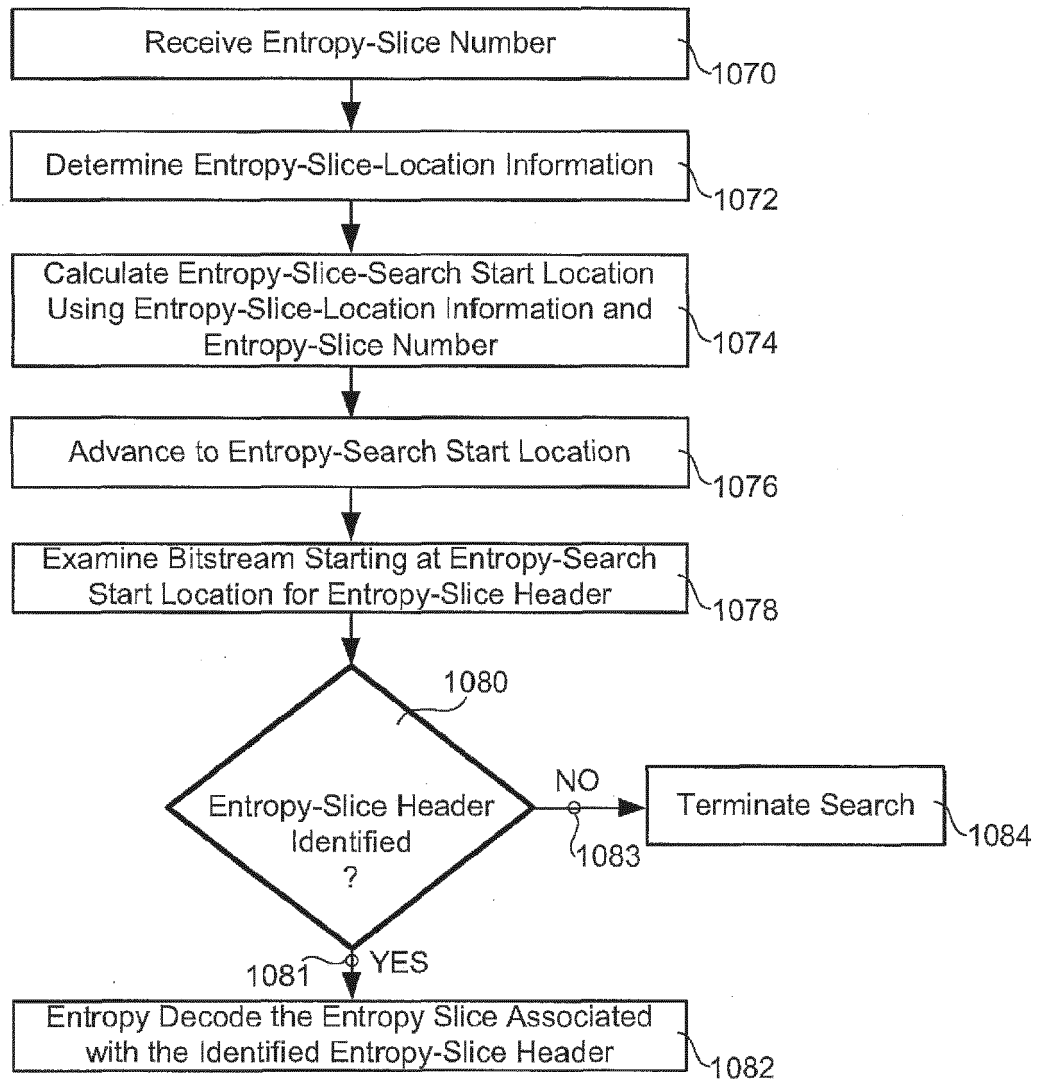 Receive Entropy-Slice Number
1070
Determine Entropy-Slice-Location Information
1072
Calculate Entropy-Slice-Search Start Location
Using Entropy-Slice-Location Information and
Entropy-Slice Number
1074
Advance to Entropy-Search Start Location
1076
Examine Bitstream Starting at Entropy-Search
Start Location for Entropy-Slice Header
1078
1080
Entropy-Slice Header
Identified
?
NO
1083
Terminate Search
1084
1081
YES
Entropy Decode the Entropy Slice Associated
with the Identified Entropy-Slice Header
1082